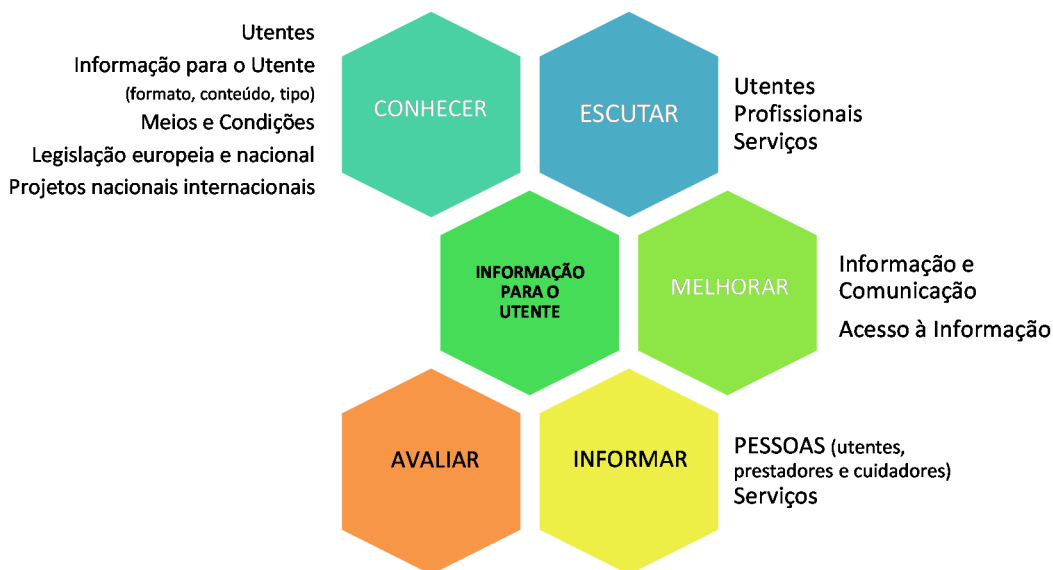 Utentes
Informação para o Utente
(formato, conteúdo, tipo)
Meios e Condições
Legislação europeia e nacional
Projetos nacionais internacionais
CONHECER
ESCUTAR
Utentes
Profissionais
Serviços
INFORMAÇÃO
PARA O
UTENTE
MELHORAR
Informação e
Comunicação
Acesso à Informação
AVALIAR
INFORMAR
PESSOAS (utentes,
prestadores e cuidadores)
Serviços